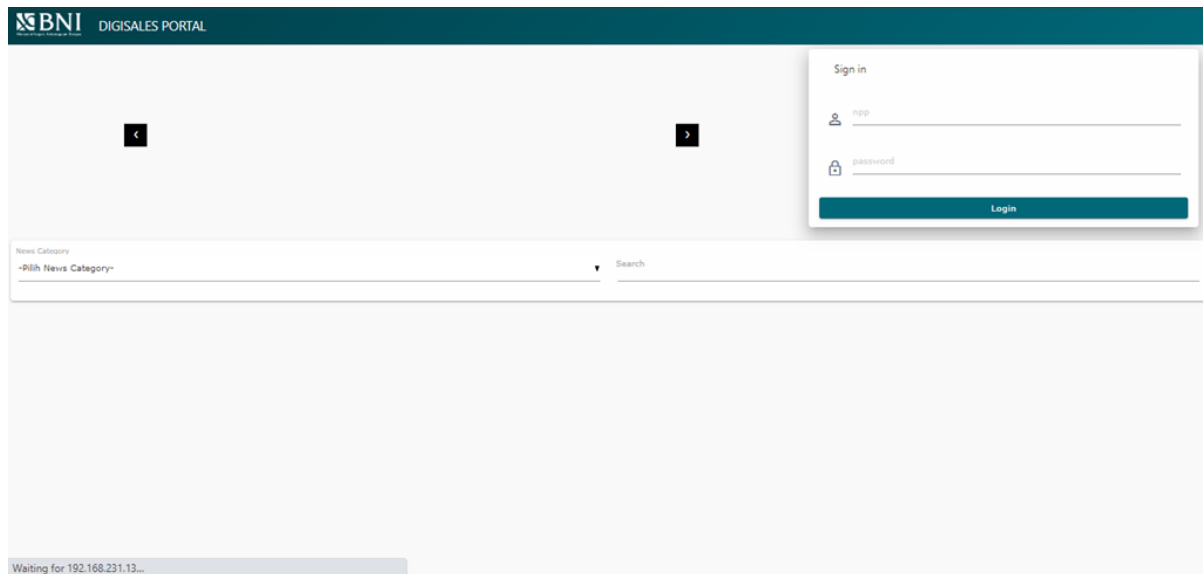 BNI
DIGISALES PORTAL
Sign in
npp
password
Login
News Category
-Pilih News Category-
Search
Waiting for 192.168.231.13...